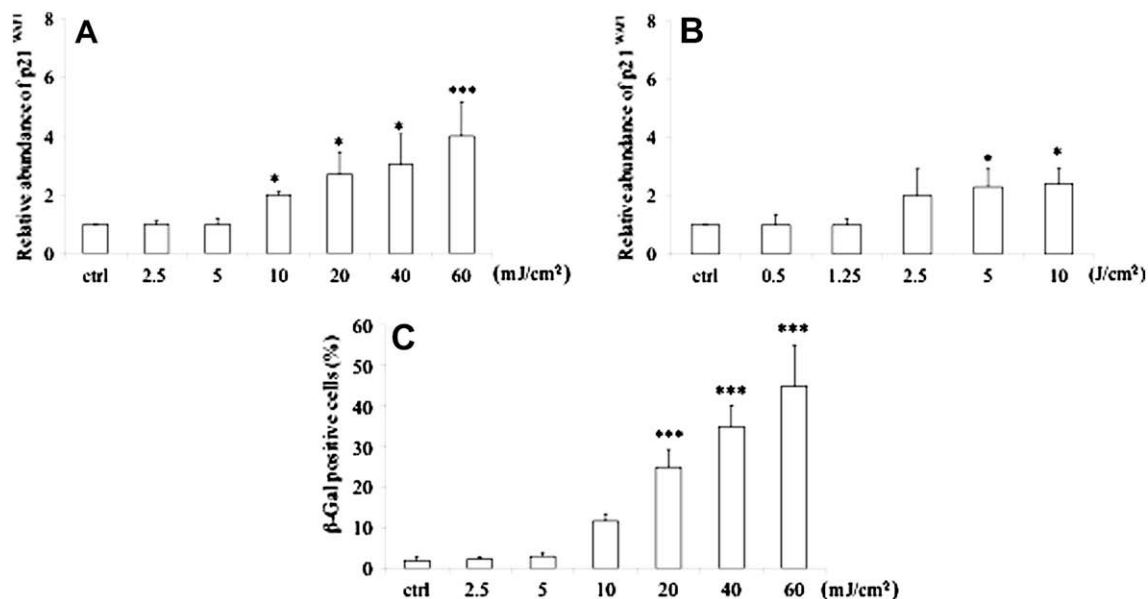 A
Relative abundance of p21 WAF1
8
6
4
2
0
* * * ***
ctrl 2.5 5 10 20 40 60 (mJ/cm²)
B
Relative abundance of p21 WAF1
8
6
4
2
0
* *
ctrl 0.5 1.25 2.5 5 10 (J/cm²)
C
β-Gal positive cells (%)
60
50
40
30
20
10
0
*** *** ***
ctrl 2.5 5 10 20 40 60 (mJ/cm²)